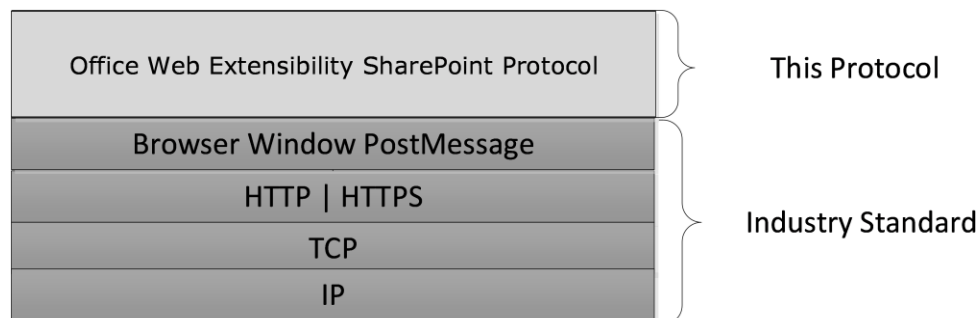 Office Web Extensibility SharePoint Protocol
This Protocol
Browser Window PostMessage
HTTP | HTTPS
TCP
IP
Industry Standard